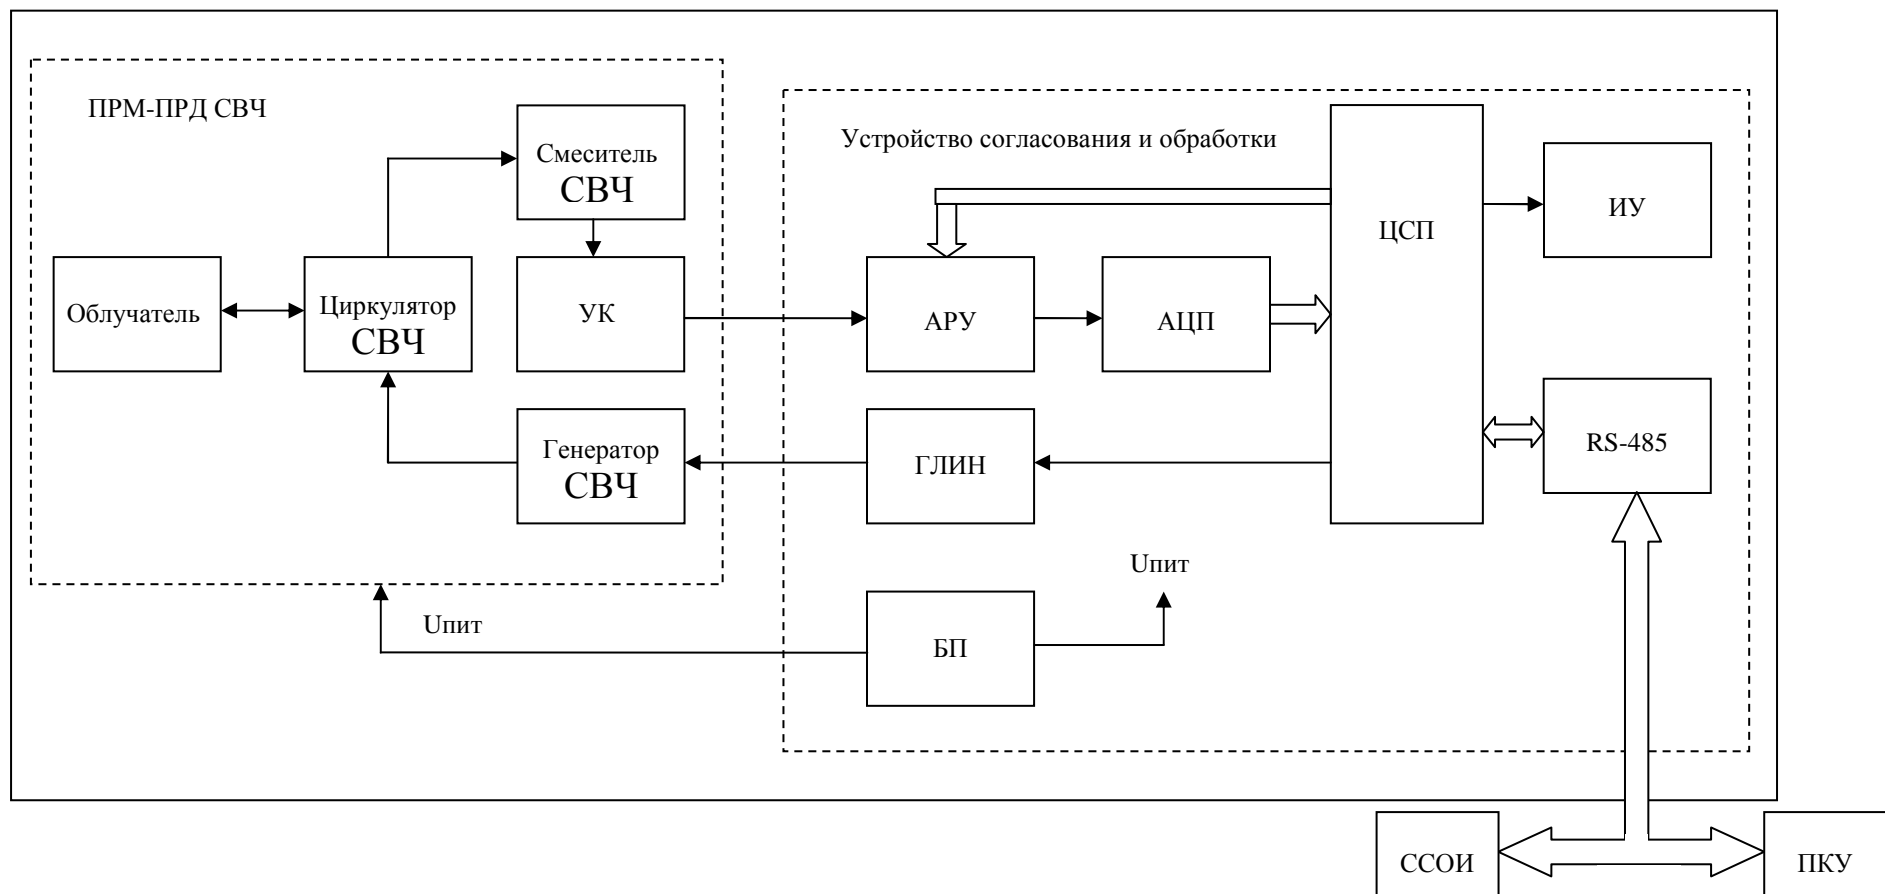 ПРМ-ПРД СВЧ
Смеситель
СВЧ
Облучатель
Циркулятор
СВЧ
УК
Генератор
СВЧ
Uпит
Устройство согласования и обработки
ЦСП
ИУ
АРУ
АЦП
ГЛИН
RS-485
Uпит
БП
ССОИ
ПКУ